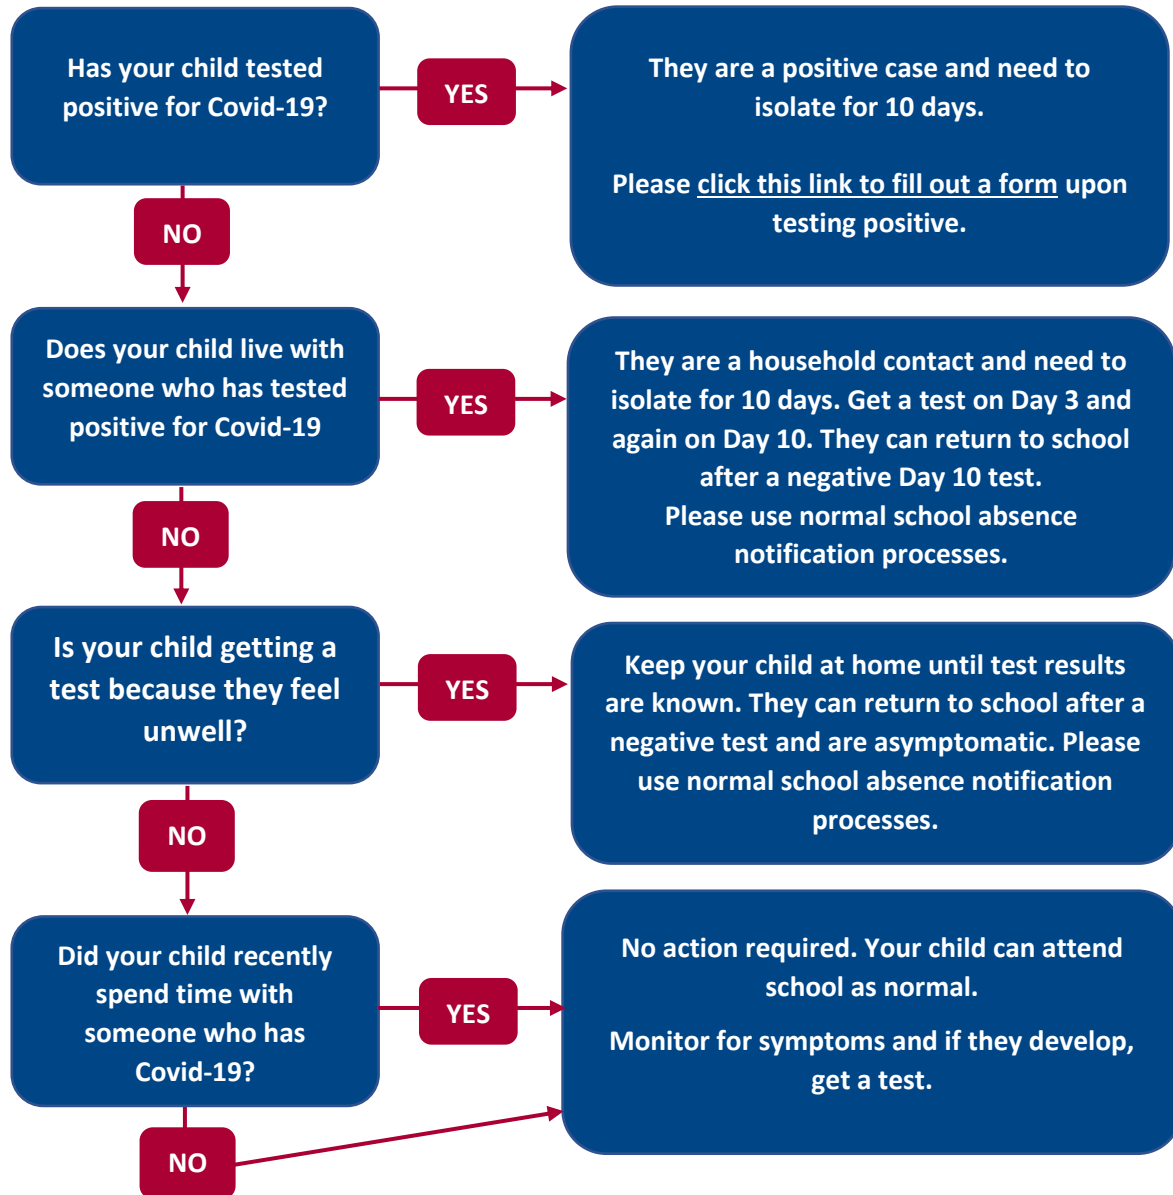 Has your child tested
positive for Covid-19?
YES
They are a positive case and need to
isolate for 10 days.
Please click this link to fill out a form upon
testing positive.
NO
Does your child live with
someone who has tested
positive for Covid-19
YES
They are a household contact and need to
isolate for 10 days. Get a test on Day 3 and
again on Day 10. They can return to school
after a negative Day 10 test.
Please use normal school absence
notification processes.
NO
Is your child getting a
test because they feel
unwell?
YES
Keep your child at home until test results
are known. They can return to school after a
negative test and are asymptomatic. Please
use normal school absence notification
processes.
NO
Did your child recently
spend time with
someone who has
Covid-19?
YES
No action required. Your child can attend
school as normal.
Monitor for symptoms and if they develop,
get a test.
NO